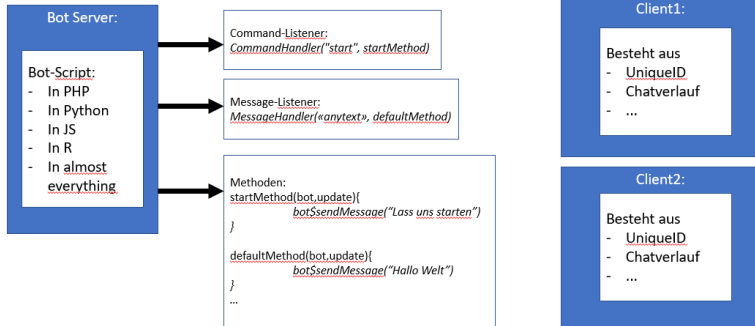 Bot Server:
Bot-Script:
- In PHP
- In Python
- In JS
- In R
- In almost
everything
Command-Listener:
CommandHandler("start", startMethod)
Message-Listener:
MessageHandler(«anytext», defaultMethod)
Methoden:
startMethod(bot,update){
bot$sendMessage(“Lass uns starten”)
}
defaultMethod(bot,update){
bot$sendMessage(“Hallo Welt”)
}
...
Client1:
Besteht aus
- UniqueID
- Chatverlauf
- ...
Client2:
Besteht aus
- UniqueID
- Chatverlauf
- ...